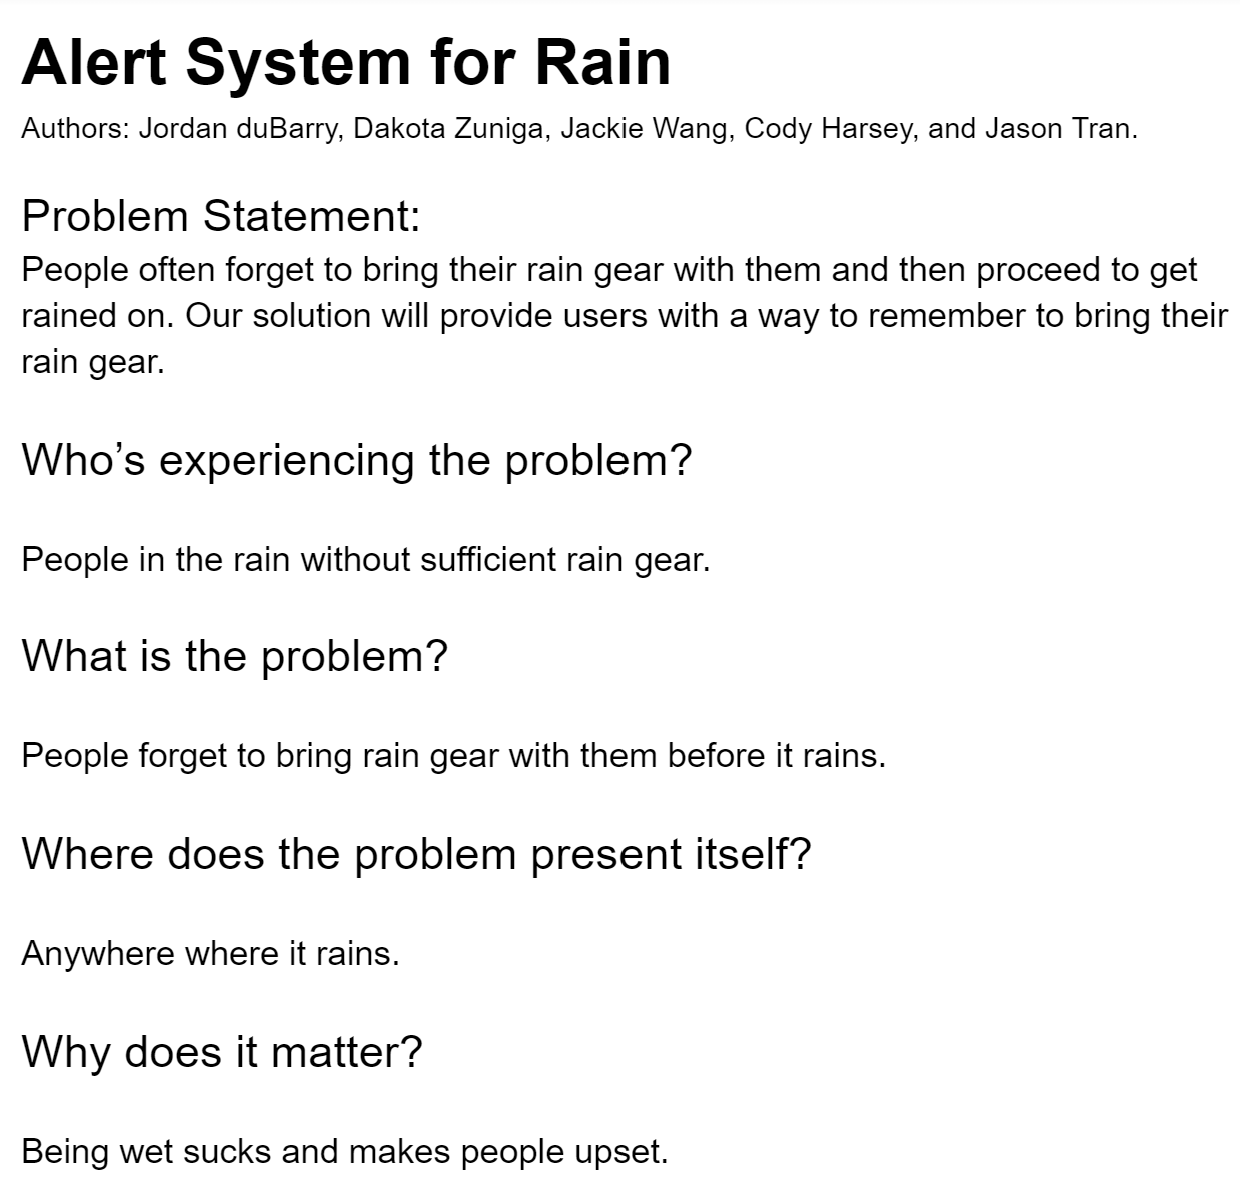 Alert System for Rain
Authors: Jordan duBarry, Dakota Zuniga, Jackie Wang, Cody Harsey, and Jason Tran.
Problem Statement:
People often forget to bring their rain gear with them and then proceed to get
rained on. Our solution will provide users with a way to remember to bring their
rain gear.
Who’s experiencing the problem?
People in the rain without sufficient rain gear.
What is the problem?
People forget to bring rain gear with them before it rains.
Where does the problem present itself?
Anywhere where it rains.
Why does it matter?
Being wet sucks and makes people upset.